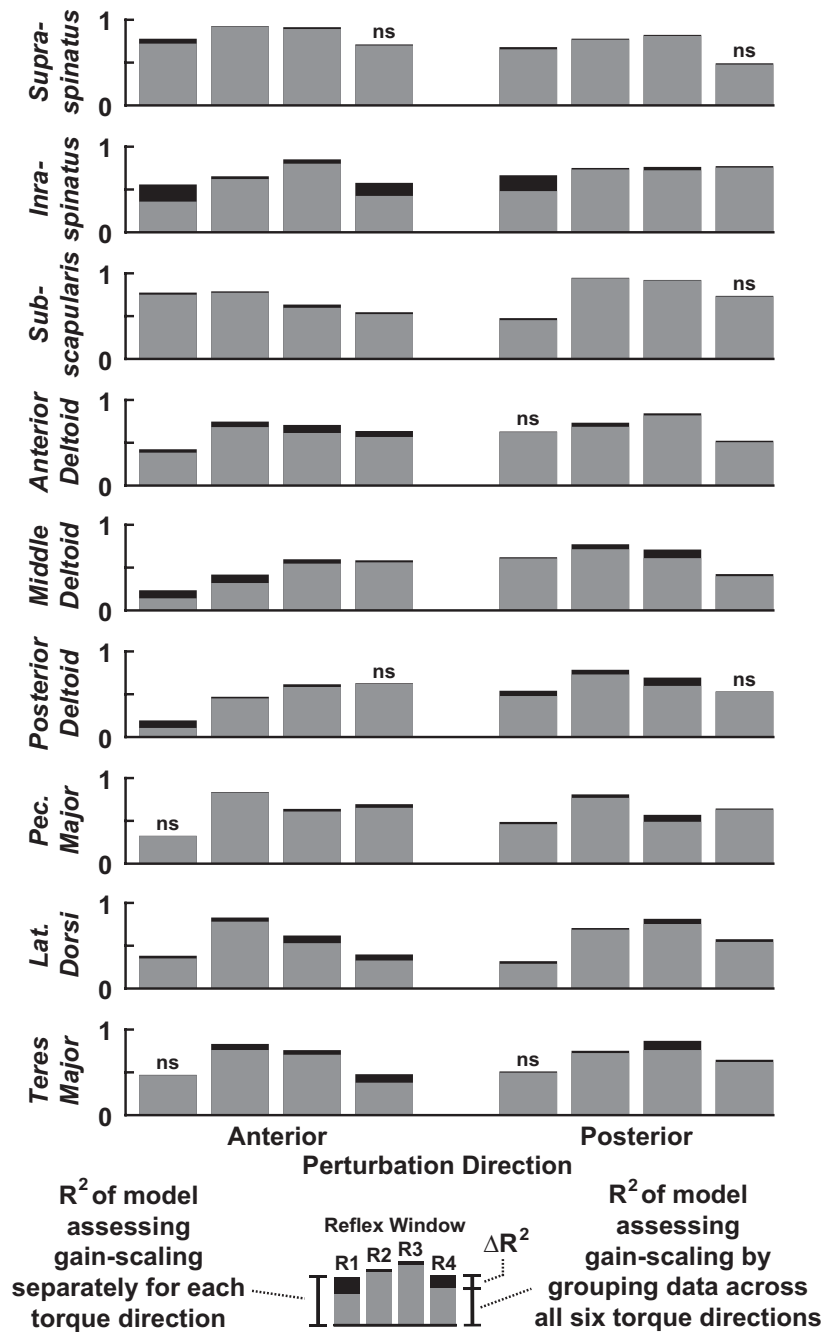 Supra-
spinatus
1
0
ns
ns
Inra-
spinatus
1
0
Sub-
scapularis
1
0
ns
Anterior
Deltoid
1
0
ns
Middle
Deltoid
1
0
Posterior
Deltoid
1
0
ns
ns
Pec.
Major
1
0
ns
Lat.
Dorsi
1
0
Teres
Major
1
0
ns
ns
Anterior
Posterior
Perturbation Direction
R² of model
assessing
gain-scaling
separately for each
torque direction
Reflex Window
R1 R2 R3 R4
ΔR²
R² of model
assessing
gain-scaling by
grouping data across
all six torque directions